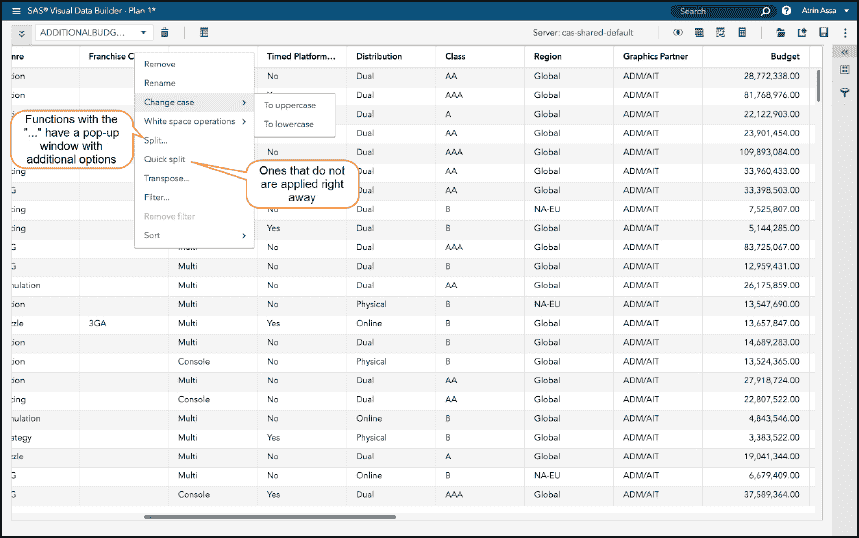 SAS® Visual Data Builder - Plan 1*
Search
Atrin Assa
ADDITIONALBUDG...
Server: cas-shared-default
nre Franchise C Timed Platform... Distribution Class Region Graphics Partner Budget
tion No Dual AA Global ADM/AIT 28,772,338.00
tion No Dual AAA Global ADM/AIT 81,768,976.00
Dual A Global ADM/AIT 22,122,903.00
Dual AA Global ADM/AIT 23,901,454.00
No Dual AAA Global ADM/AIT 109,893,084.00
ting Dual AA Global ADM/AIT 33,960,433.00
G Dual AA Global ADM/AIT 33,398,503.00
ting No Dual B NA-EU ADM/AIT 7,525,807.00
ting Yes Dual B Global ADM/AIT 5,144,285.00
G Multi No Dual AAA Global ADM/AIT 83,725,067.00
G Multi No Dual B Global ADM/AIT 12,959,431.00
nulation Multi No Dual AA Global ADM/AIT 26,175,859.00
tion Multi No Physical B NA-EU ADM/AIT 13,547,690.00
zzle 3GA Multi Yes Online B Global ADM/AIT 13,657,847.00
tion Multi No Dual B Global ADM/AIT 14,689,283.00
tion Console No Physical B Global ADM/AIT 13,524,365.00
tion Multi No Dual AA Global ADM/AIT 27,918,724.00
ting Console No Dual AA Global ADM/AIT 22,807,522.00
nulation Multi No Online B Global ADM/AIT 4,843,546.00
ategy Multi Yes Physical B Global ADM/AIT 3,383,522.00
zzle Multi No Dual A Global ADM/AIT 19,041,344.00
G Multi No Online B NA-EU ADM/AIT 6,679,409.00
G Console Yes Dual AAA Global ADM/AIT 37,589,364.00
Remove
Rename
Change case
White space operations
Split...
Quick split
Transpose...
Filter...
Remove filter
Sort
To uppercase
To lowercase
Functions with the
"..." have a pop-up
window with
additional options
Ones that do not
are applied right
away